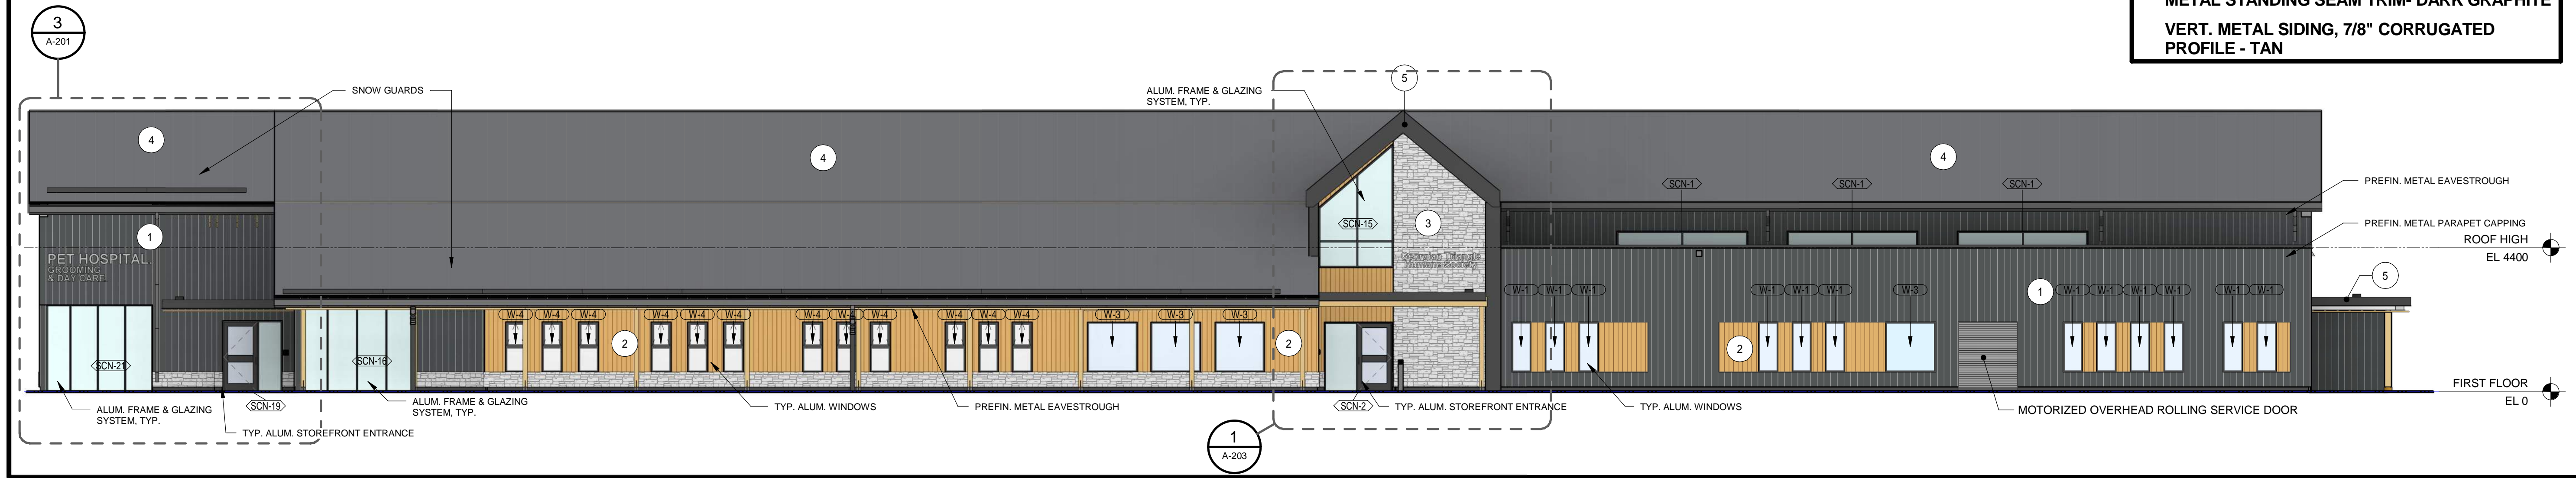 METAL STANDING SEAM TRIM- DARK GRAPHITE
VERT. METAL SIDING, 7/8" CORRUGATED
PROFILE - TAN
3
A-201
SNOW GUARDS
ALUM. FRAME & GLAZING
SYSTEM, TYP.
5
4
4
4
SCN-1
SCN-1
SCN-1
PREFIN. METAL EAVESTROUGH
PREFIN. METAL PARAPET CAPPING
1
SCN-15
3
ROOF HIGH
EL 4400
PET HOSPITAL.
GROOMING
& DAY CARE.
Georgian Triangle
Humane Society
5
W-4
W-4
W-4
W-4
W-4
W-4
W-4
W-4
W-4
W-4
W-4
W-4
W-3
W-3
W-3
W-1
W-1
W-1
W-1
W-1
W-1
W-3
1
W-1
W-1
W-1
W-1
W-1
W-1
2
2
2
SCN-21
SCN-16
FIRST FLOOR
EL 0
SCN-19
SCN-2
ALUM. FRAME & GLAZING
SYSTEM, TYP.
ALUM. FRAME & GLAZING
SYSTEM, TYP.
TYP. ALUM. WINDOWS
PREFIN. METAL EAVESTROUGH
TYP. ALUM. STOREFRONT ENTRANCE
TYP. ALUM. WINDOWS
MOTORIZED OVERHEAD ROLLING SERVICE DOOR
TYP. ALUM. STOREFRONT ENTRANCE
1
A-203